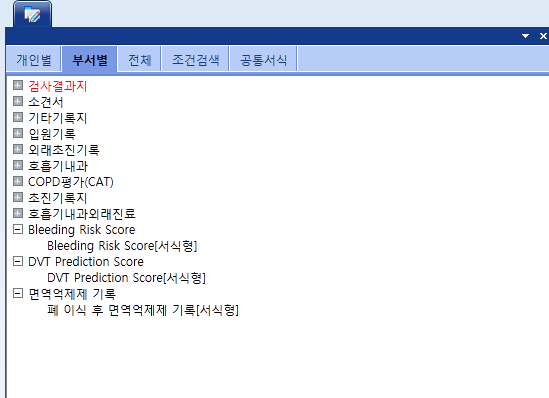 개인별 부서별 전체 조건검색 공통서식
검사결과지
소견서
기타기록지
입원기록
외래초진기록
호흡기내과
COPD평가(CAT)
초진기록지
호흡기내과외래진료
Bleeding Risk Score
Bleeding Risk Score[서식형]
DVT Prediction Score
DVT Prediction Score[서식형]
면역억제제 기록
폐 이식 후 면역억제제 기록[서식형]